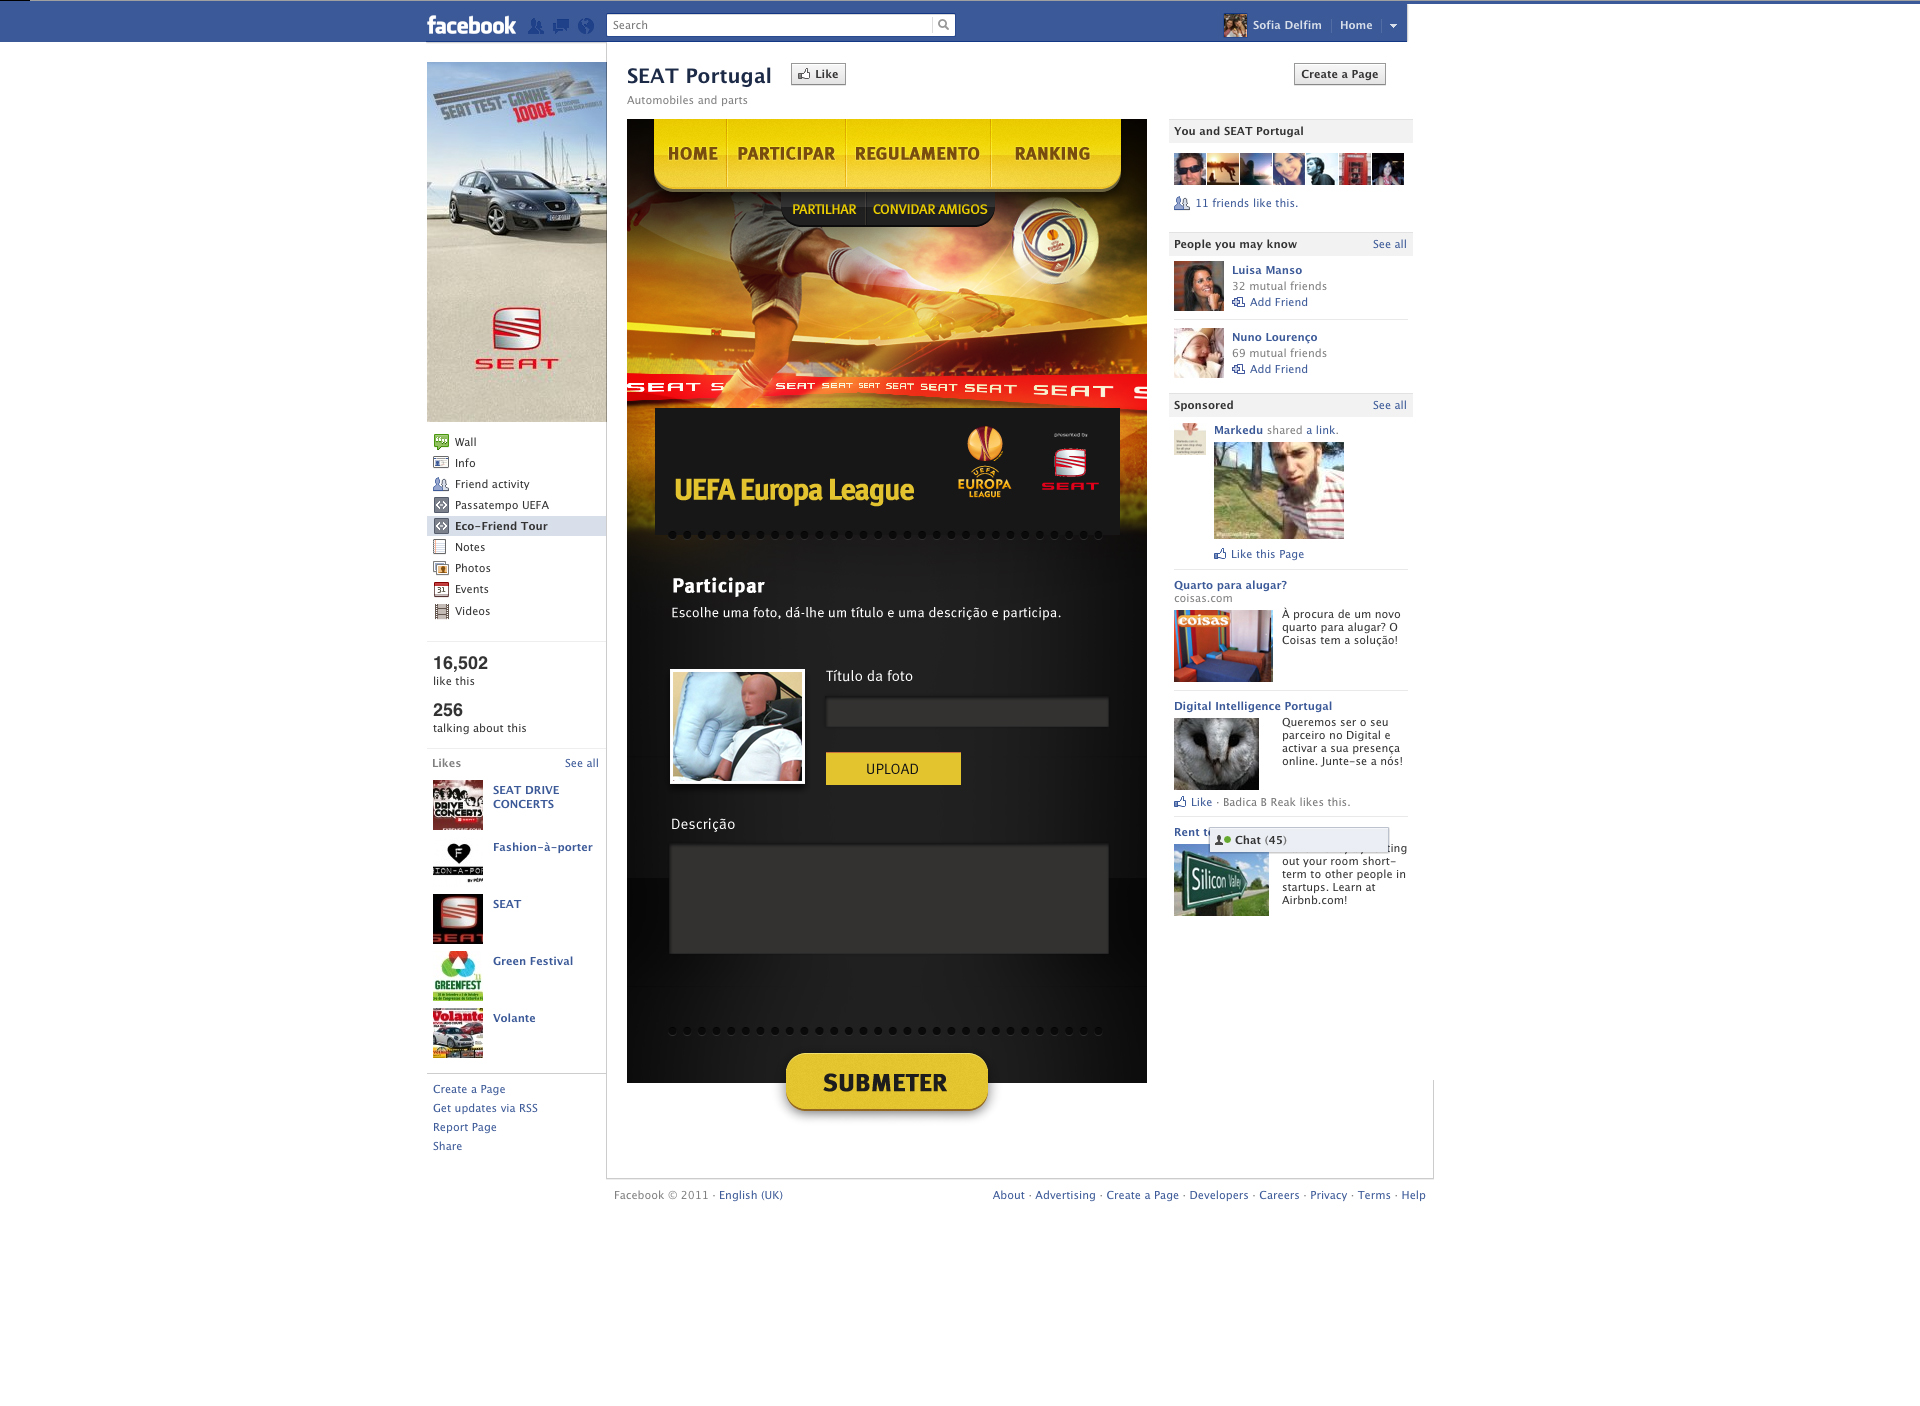 facebook
Search
Sofia Delfim
Home
SEAT TEST-GANHE
1000€
SEAT
SEAT Portugal
Like
Create a Page
Automobiles and parts
HOME
PARTICIPAR
REGULAMENTO
RANKING
PARTILHAR
CONVIDAR AMIGOS
SEAT SEAT SEAT SEAT SEAT SEAT SEAT
UEFA Europa League
UEFA
EUROPA
LEAGUE
presented by
SEAT
Participar
Escolhe uma foto, dá-lhe um título e uma descrição e participa.
Título da foto
UPLOAD
Descrição
SUBMETER
Wall
Info
Friend activity
Passatempo UEFA
Eco-Friend Tour
Notes
Photos
31 Events
Videos
16,502
like this
256
talking about this
Likes
See all
DRIVE
CONCERTS
SEAT DRIVE
CONCERTS
F
Fashion-à-porter
SEAT
SEAT
GREENFEST
Green Festival
Volante
Volante
Create a Page
Get updates via RSS
Report Page
Share
You and SEAT Portugal
11 friends like this.
People you may know
See all
Luisa Manso
32 mutual friends
Add Friend
Nuno Lourenço
69 mutual friends
Add Friend
Sponsored
See all
Markedu shared a link.
Like this Page
Quarto para alugar?
coisas.com
coisas
À procura de um novo
quarto para alugar? O
Coisas tem a solução!
Digital Intelligence Portugal
Queremos ser o seu
parceiro no Digital e
activar a sua presença
online. Junte-se a nós!
Like · Badica B Reak likes this.
Rent
Chat (45)
out your room short-
term to other people in
startups. Learn at
Airbnb.com!
Silicon Valley
Facebook © 2011 · English (UK)
About · Advertising · Create a Page · Developers · Careers · Privacy · Terms · Help